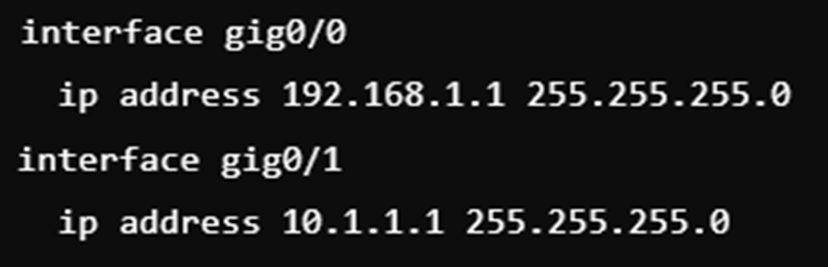 interface gig0/0
ip address 192.168.1.1 255.255.255.0
interface gig0/1
ip address 10.1.1.1 255.255.255.0